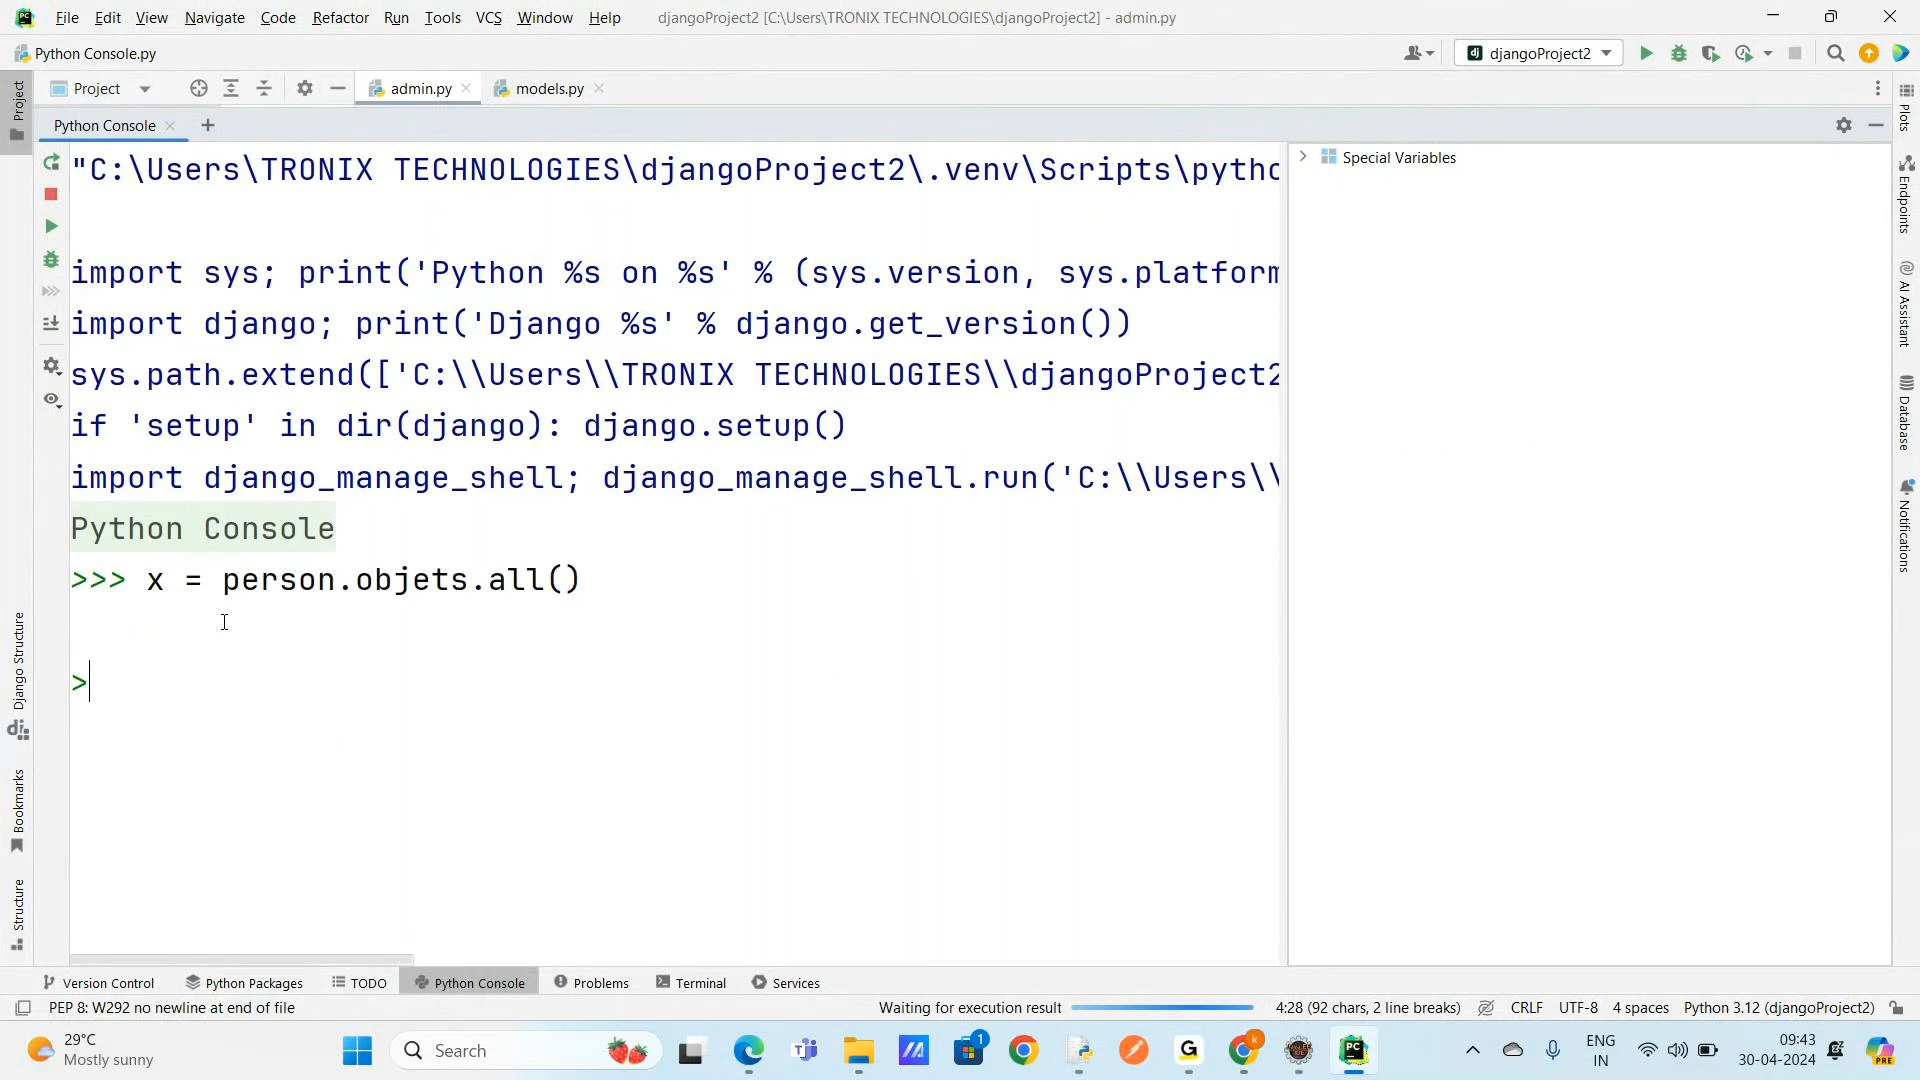 File Edit View Navigate Code Refactor Run Tools VCS Window Help djangoProject2 [C:\Users\TRONIX TECHNOLOGIES\djangoProject2] - admin.py
Python Console.py
djangoProject2
Project
admin.py
models.py
Python Console
"C:\Users\TRONIX TECHNOLOGIES\djangoProject2\.venv\Scripts\pytho
import sys; print('Python %s on %s' % (sys.version, sys.platform
import django; print('Django %s' % django.get_version())
sys.path.extend(['C:\\Users\\TRONIX TECHNOLOGIES\\djangoProject2
if 'setup' in dir(django): django.setup()
import django_manage_shell; django_manage_shell.run('C:\\Users\\
Python Console
>>> x = person.objets.all()
>
Special Variables
Project
Django Structure
Bookmarks
Structure
Plots
Endpoints
AI Assistant
Database
Notifications
Version Control Python Packages TODO Python Console Problems Terminal Services
PEP 8: W292 no newline at end of file
Waiting for execution result 4:28 (92 chars, 2 line breaks) CRLF UTF-8 4 spaces Python 3.12 (djangoProject2)
29°C
Mostly sunny
Search
1
k
ENG
IN
09:43
30-04-2024
PRE